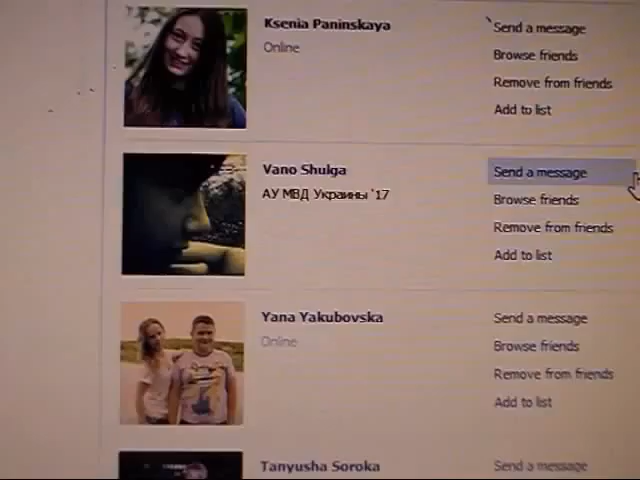 Ksenia Paninskaya
Online
Send a message
Browse friends
Remove from friends
Add to list
Vano Shulga
АУ МВД Украины '17
Send a message
Browse friends
Remove from friends
Add to list
Yana Yakubovska
Online
Send a message
Browse friends
Remove from friends
Add to list
Tanyusha Soroka
Send a message